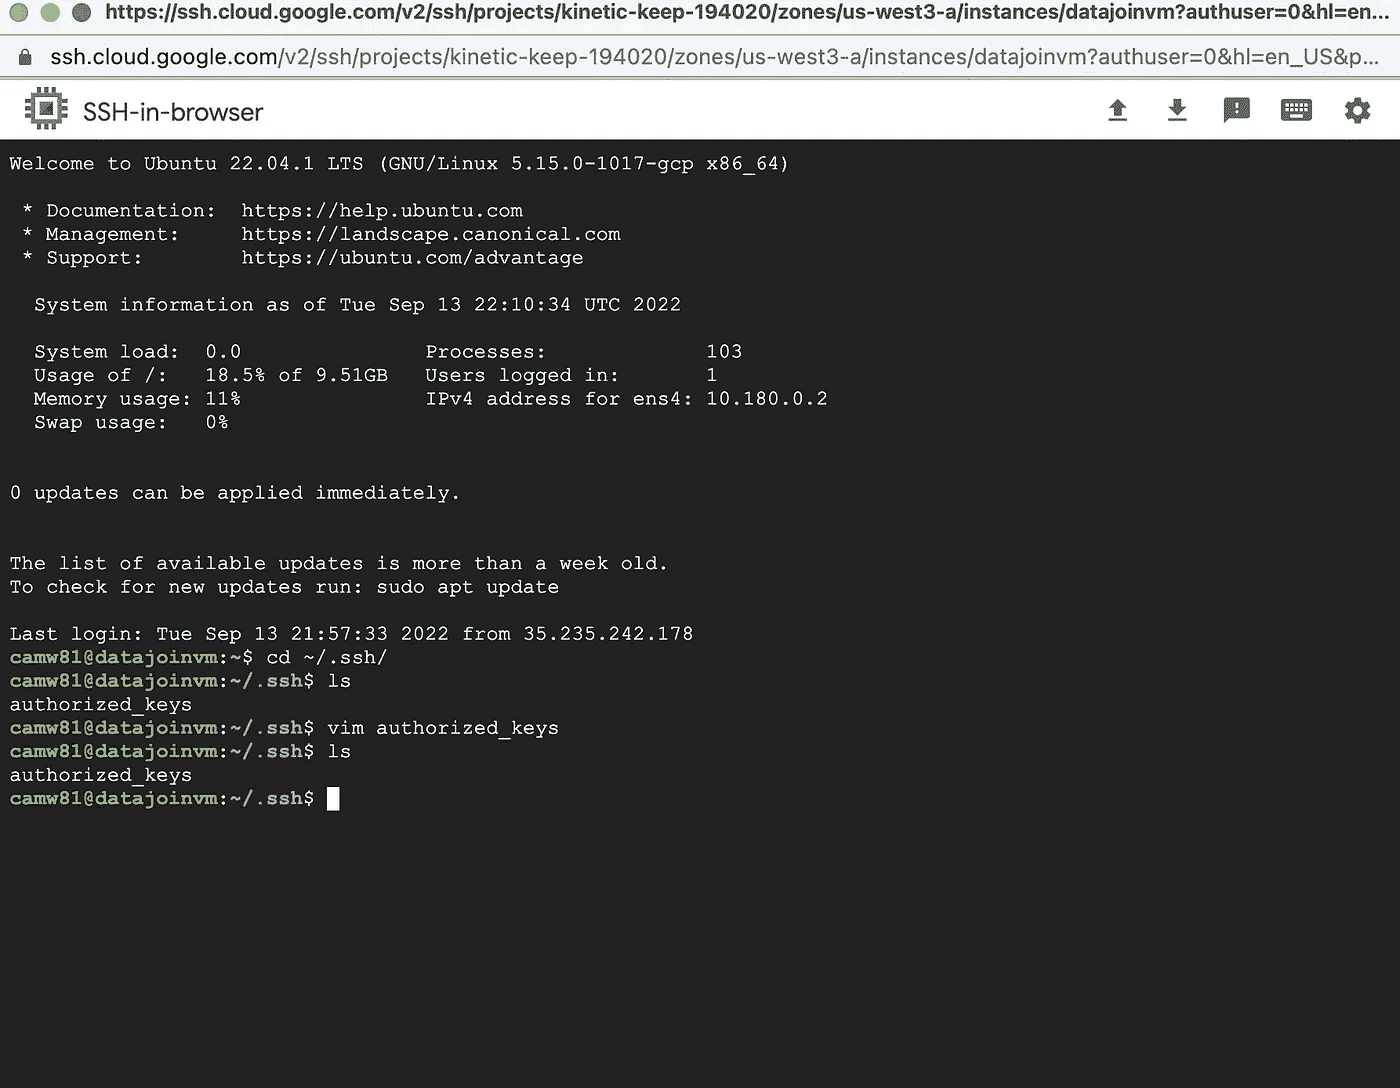 https://ssh.cloud.google.com/v2/ssh/projects/kinetic-keep-194020/zones/us-west3-a/instances/datajoinvm?authuser=0&hl=en...
ssh.cloud.google.com/v2/ssh/projects/kinetic-keep-194020/zones/us-west3-a/instances/datajoinvm?authuser=0&hl=en_US&p...
SSH-in-browser
Welcome to Ubuntu 22.04.1 LTS (GNU/Linux 5.15.0-1017-gcp x86_64)
* Documentation: https://help.ubuntu.com
* Management: https://landscape.canonical.com
* Support: https://ubuntu.com/advantage
System information as of Tue Sep 13 22:10:34 UTC 2022
System load: 0.0 Processes: 103
Usage of /: 18.5% of 9.51GB Users logged in: 1
Memory usage: 11% IPv4 address for ens4: 10.180.0.2
Swap usage: 0%
0 updates can be applied immediately.
The list of available updates is more than a week old.
To check for new updates run: sudo apt update
Last login: Tue Sep 13 21:57:33 2022 from 35.235.242.178
camw81@datajoinvm:~$ cd ~/.ssh/
camw81@datajoinvm:~/.ssh$ ls
authorized_keys
camw81@datajoinvm:~/.ssh$ vim authorized_keys
camw81@datajoinvm:~/.ssh$ ls
authorized_keys
camw81@datajoinvm:~/.ssh$